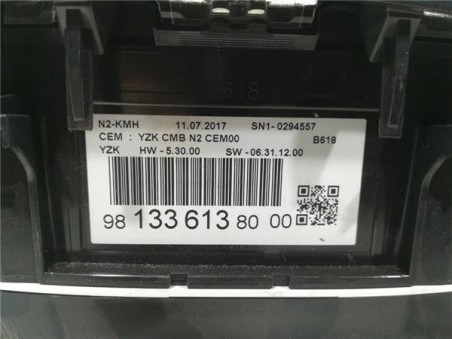 B618
N2-KMH 11.07.2017 SN1- 0294557
CEM : YZK CMB N2 CEM00 B618
YZK HW - 5.30.00 SW - 06.31.12.00
98 133 613 80 00